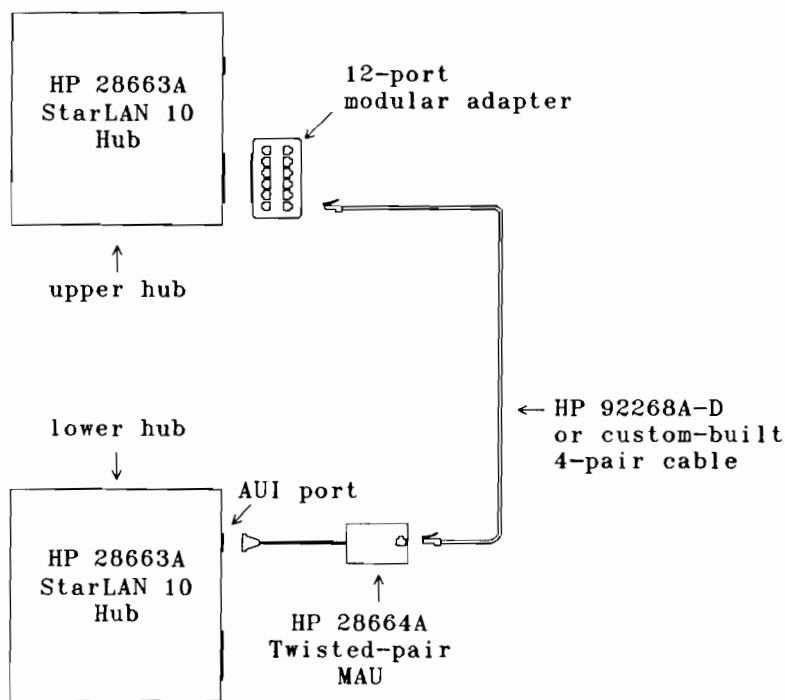 HP 28663A
StarLAN 10
Hub
12-port
modular adapter
upper hub
lower hub
HP 92268A-D
or custom-built
4-pair cable
AUI port
HP 28663A
StarLAN 10
Hub
HP 28664A
Twisted-pair
MAU